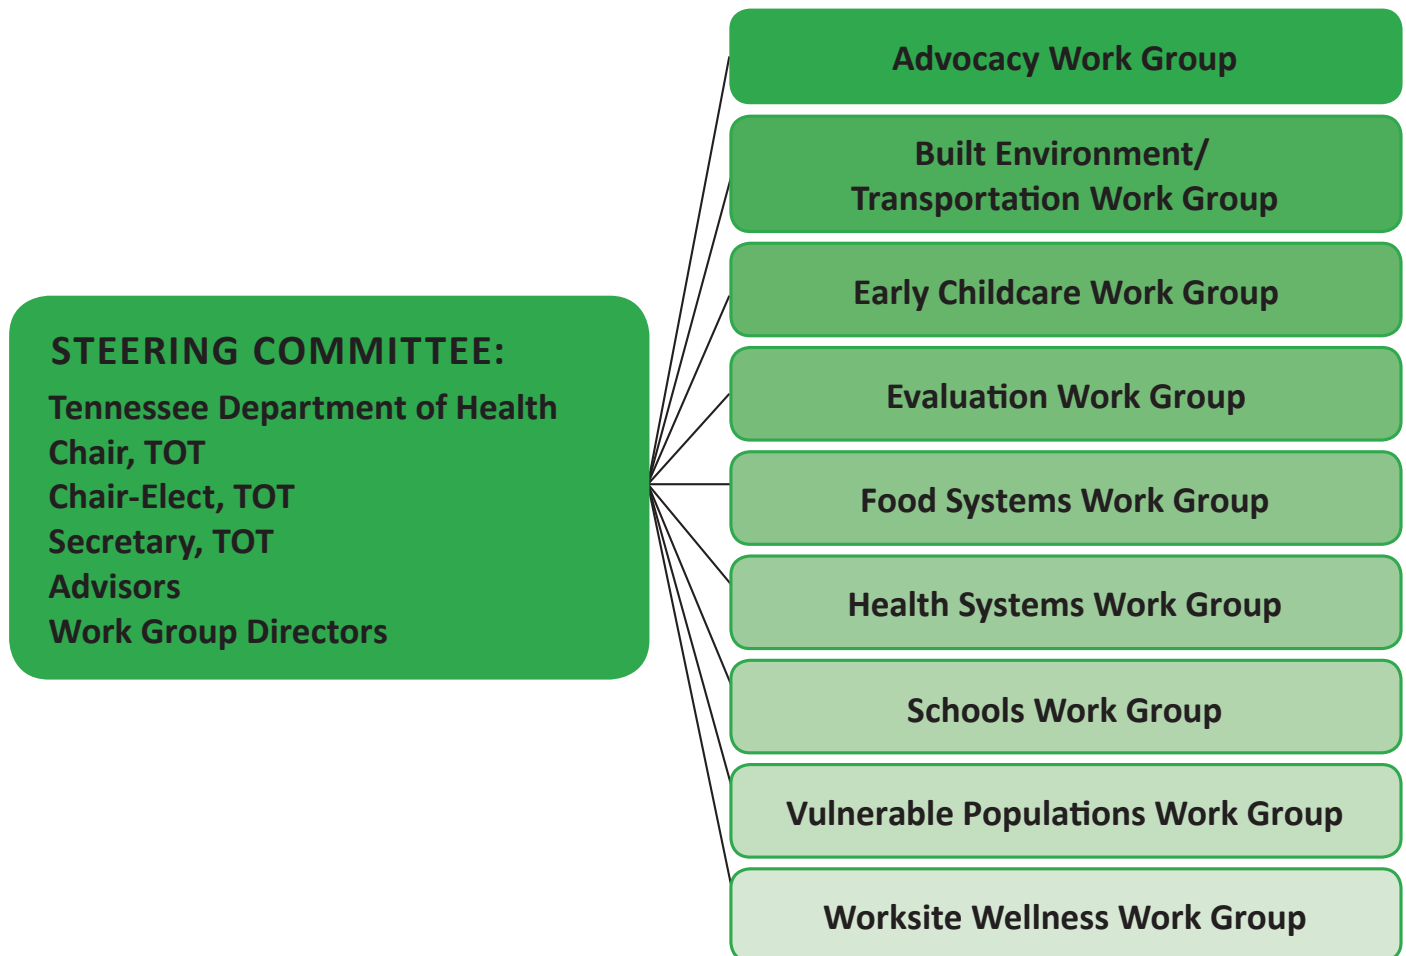 STEERING COMMITTEE:
Tennessee Department of Health
Chair, TOT
Chair-Elect, TOT
Secretary, TOT
Advisors
Work Group Directors
Advocacy Work Group
Built Environment/
Transportation Work Group
Early Childcare Work Group
Evaluation Work Group
Food Systems Work Group
Health Systems Work Group
Schools Work Group
Vulnerable Populations Work Group
Worksite Wellness Work Group